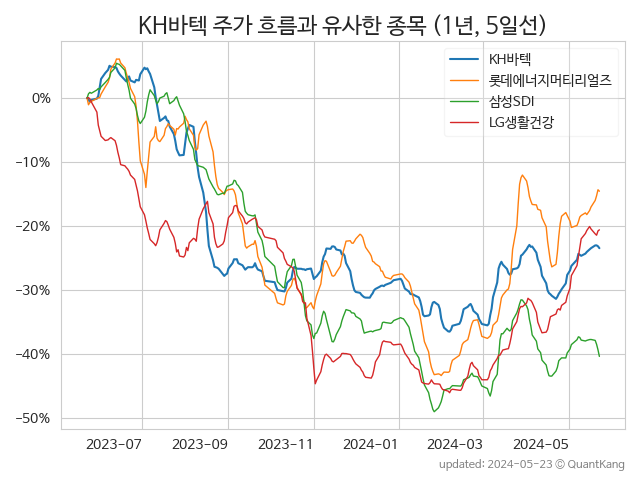 KH바텍 주가 흐름과 유사한 종목 (1년, 5일선)
KH바텍
롯데에너지머티리얼즈
삼성SDI
LG생활건강
0%
−10%
−20%
−30%
−40%
−50%
2023-07 2023-09 2023-11 2024-01 2024-03 2024-05
updated: 2024-05-23 ⓒ QuantKang